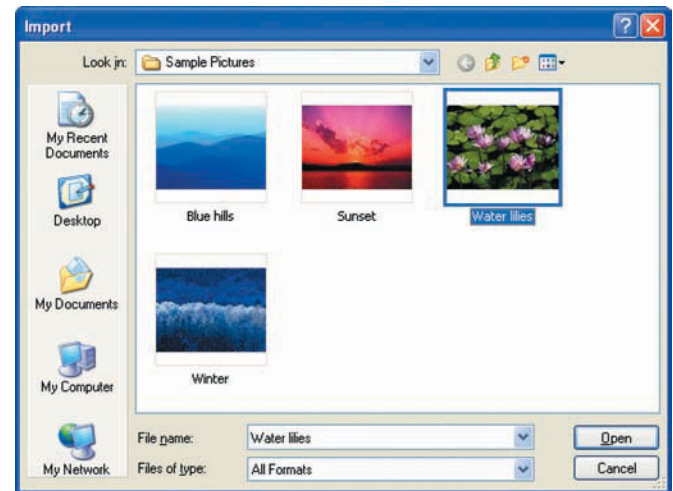 Import
Look in: Sample Pictures
My Recent
Documents
Desktop
My Documents
My Computer
My Network
Blue hills
Sunset
Water lilies
Winter
File name: Water lilies
Open
Files of type: All Formats
Cancel